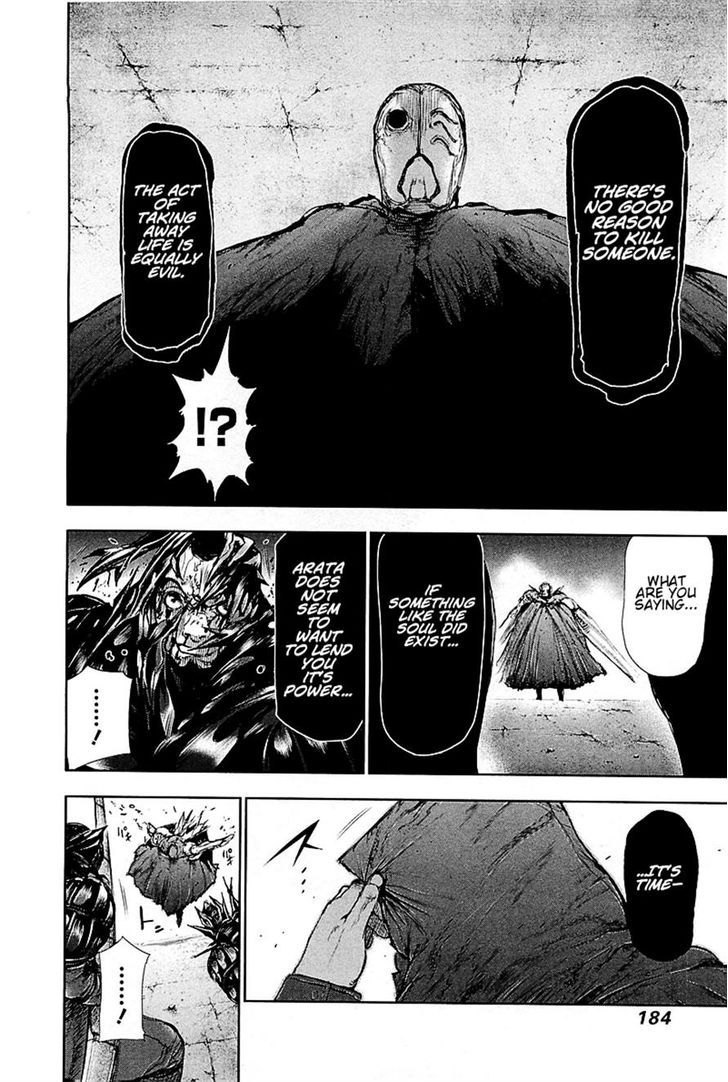 THERE'S
NO GOOD
REASON
TO KILL
SOMEONE.
THE ACT
OF
TAKING
AWAY
LIFE IS
EQUALLY
EVIL.
!?
WHAT
ARE YOU
SAYING...
IF
SOMETHING
LIKE THE
SOUL DID
EXIST...
ARATA
DOES
NOT
SEEM
TO
WANT
TO LEND
YOU
IT'S
POWER...
......!
...IT'S
TIME—
......!
184